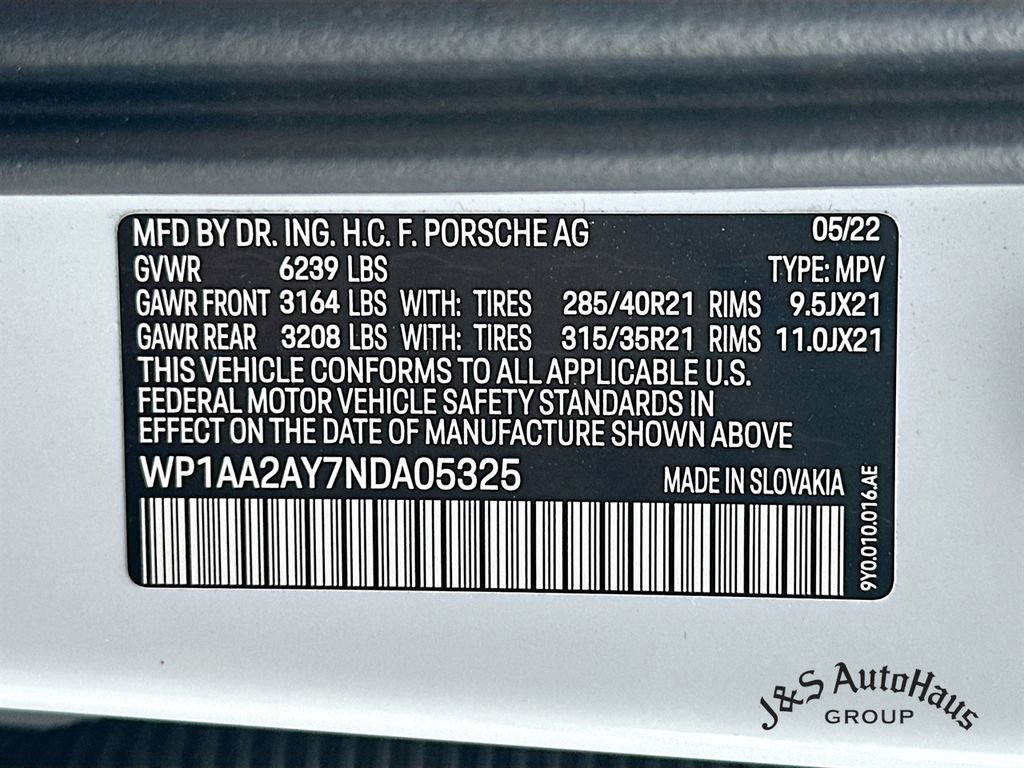 MFD BY DR. ING. H.C. F. PORSCHE AG 05/22
GVWR 6239 LBS TYPE: MPV
GAWR FRONT 3164 LBS WITH: TIRES 285/40R21 RIMS 9.5JX21
GAWR REAR 3208 LBS WITH: TIRES 315/35R21 RIMS 11.0JX21
THIS VEHICLE CONFORMS TO ALL APPLICABLE U.S.
FEDERAL MOTOR VEHICLE SAFETY STANDARDS IN
EFFECT ON THE DATE OF MANUFACTURE SHOWN ABOVE
WP1AA2AY7NDA05325 MADE IN SLOVAKIA
9Y0.010.016.AE
J&S AutoHaus
GROUP